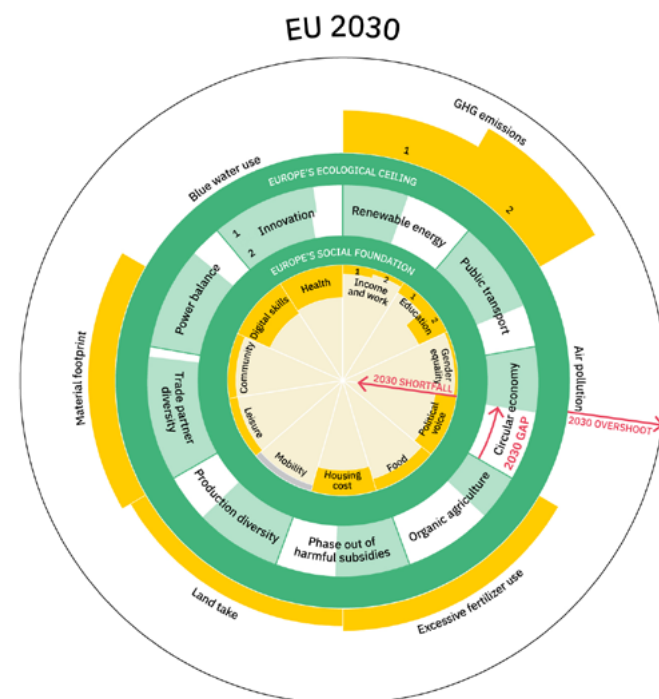 EU 2030
GHG emissions
1
2
Blue water use
EUROPE'S ECOLOGICAL CEILING
1
2
Innovation
Renewable energy
Public transport
Power balance
EUROPE'S SOCIAL FOUNDATION
Health
1
2
Income
and work
1
2
Education
Digital skills
Gender
equality
Community
2030 SHORTFALL
Political
voice
Leisure
Mobility
Housing
cost
Food
Material footprint
Trade partner
diversity
Air pollution
2030 OVERSHOOT
Circular economy
2030 GAP
Organic agriculture
Production diversity
Phase out of
harmful subsidies
Land take
Excessive fertilizer use